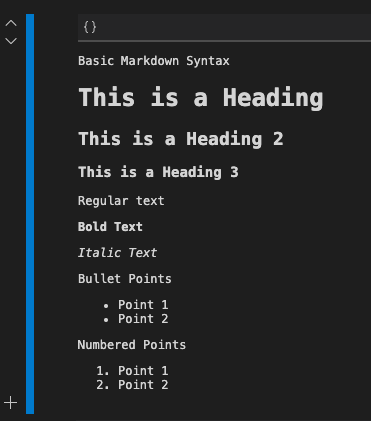 {}
Basic Markdown Syntax
This is a Heading
This is a Heading 2
This is a Heading 3
Regular text
Bold Text
Italic Text
Bullet Points
• Point 1
• Point 2
Numbered Points
1. Point 1
2. Point 2